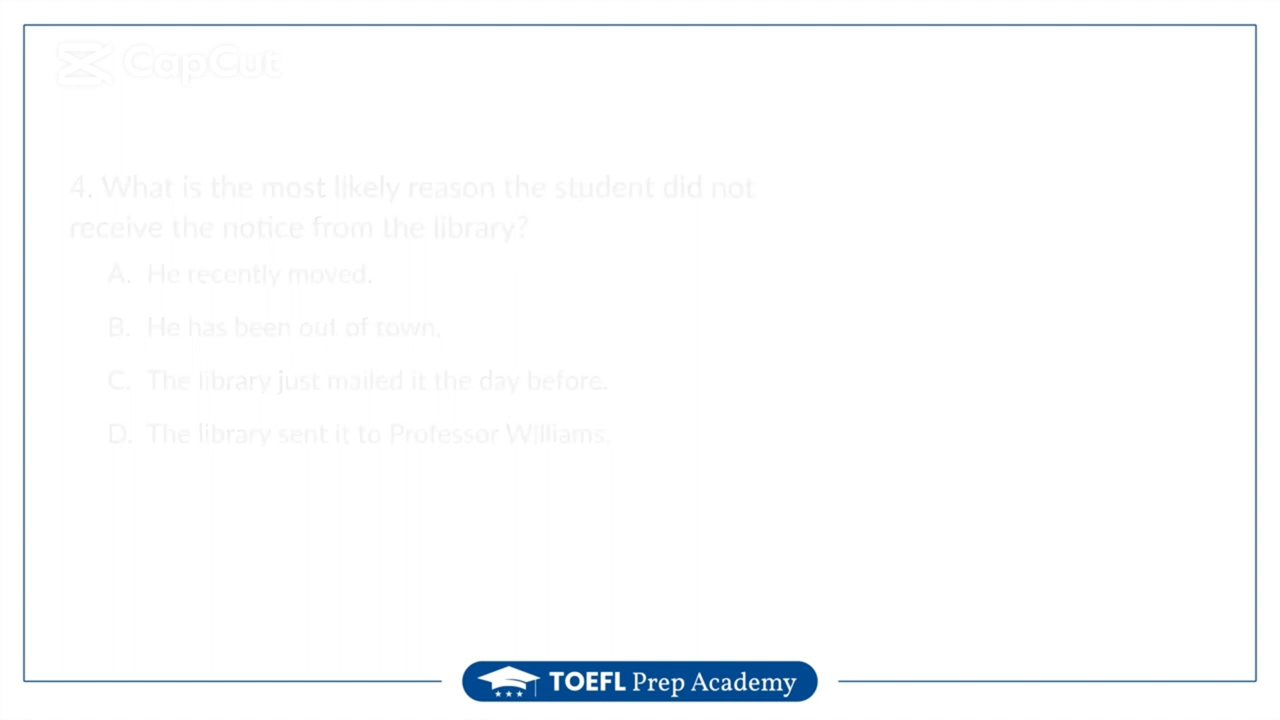 CapCut
4. What is the most likely reason the student did not
receive the notice from the library?
A. He recently moved.
B. He has been out of town.
C. The library just mailed it the day before.
D. The library sent it to Professor Williams.
TOEFL Prep Academy